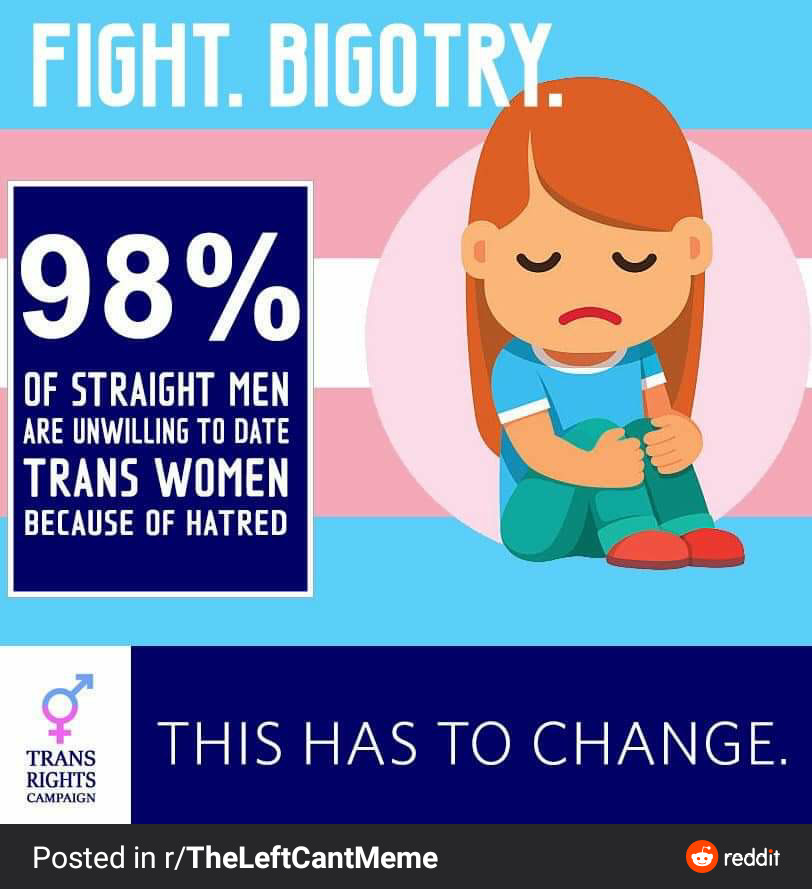 FIGHT. BIGOTRY.
98%
OF STRAIGHT MEN
ARE UNWILLING TO DATE
TRANS WOMEN
BECAUSE OF HATRED
TRANS
RIGHTS
CAMPAIGN
THIS HAS TO CHANGE.
Posted in r/TheLeftCantMeme
reddit